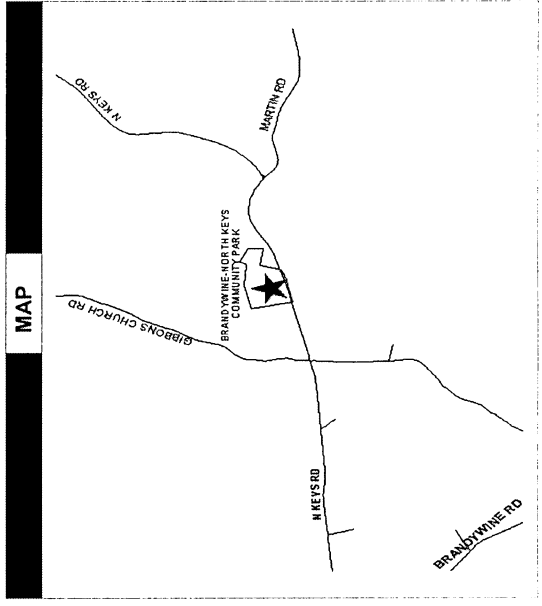 MAP
N KEYS RD
MARTIN RD
BRANDYWINE-NORTH KEYS
COMMUNITY PARK
GIBBONS CHURCH RD
N KEYS RD
BRANDYWINE RD